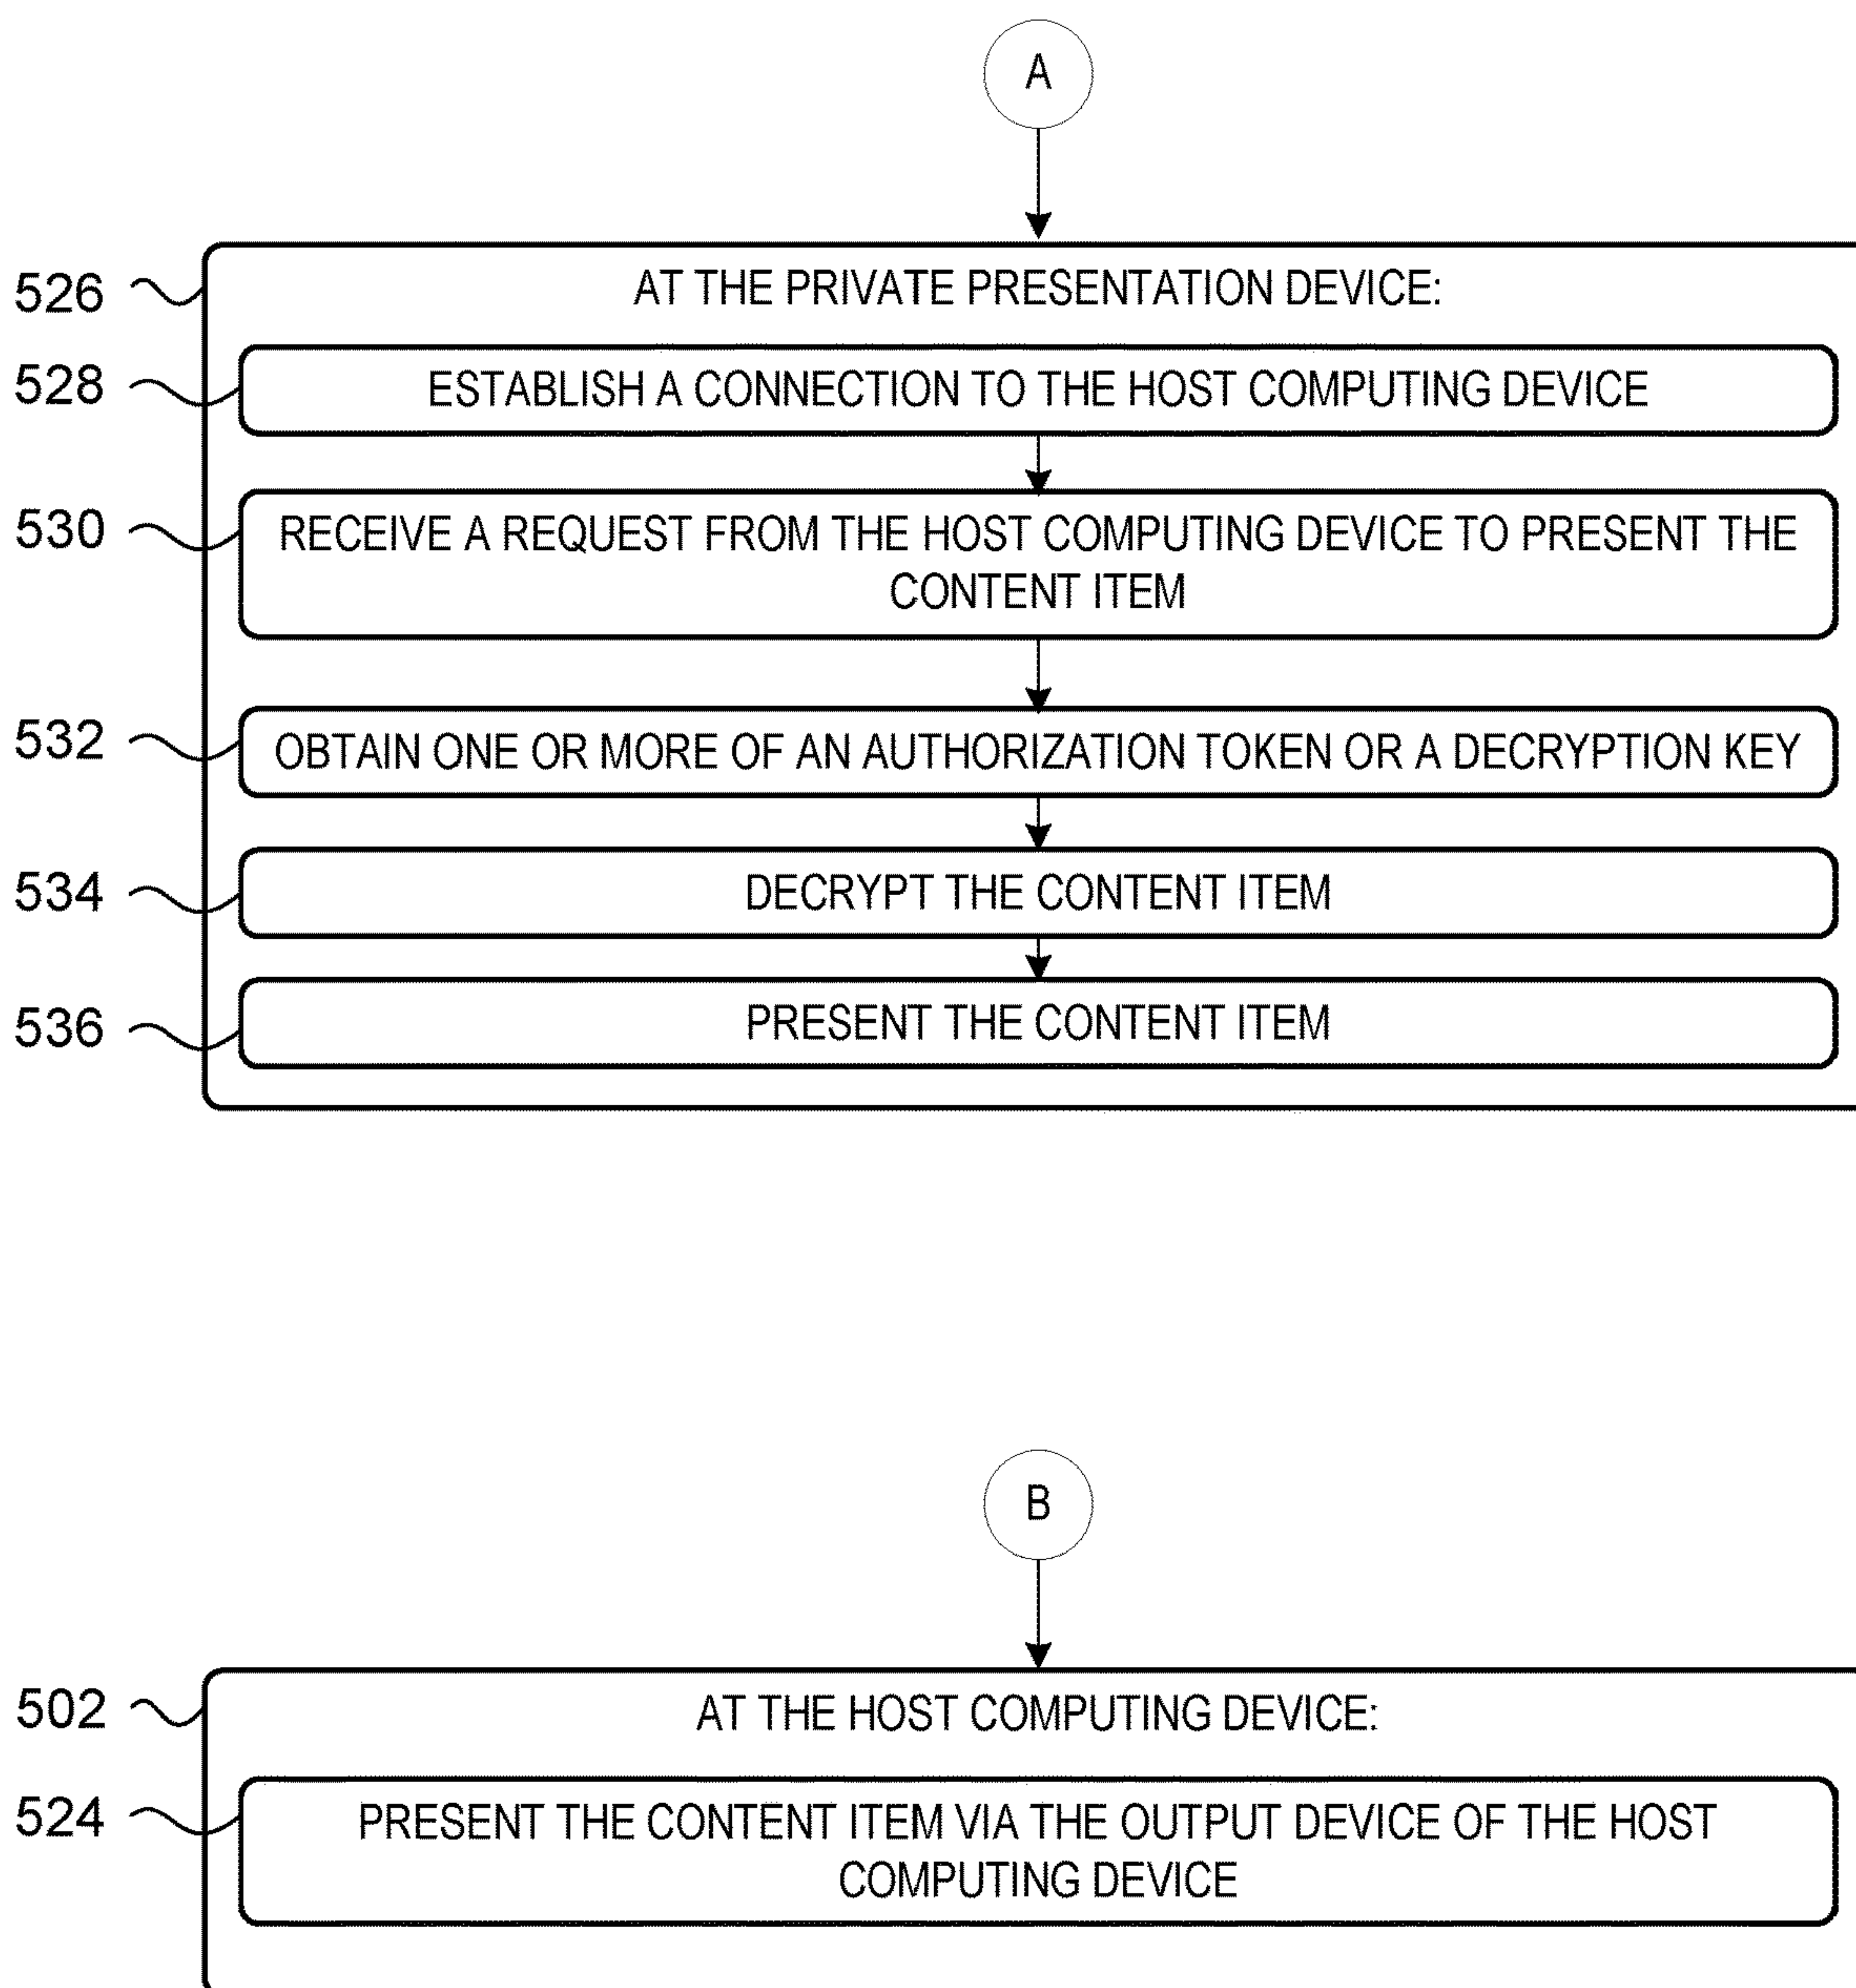 A
526
AT THE PRIVATE PRESENTATION DEVICE:
528
ESTABLISH A CONNECTION TO THE HOST COMPUTING DEVICE
530
RECEIVE A REQUEST FROM THE HOST COMPUTING DEVICE TO PRESENT THE
CONTENT ITEM
532
OBTAIN ONE OR MORE OF AN AUTHORIZATION TOKEN OR A DECRYPTION KEY
534
DECRYPT THE CONTENT ITEM
536
PRESENT THE CONTENT ITEM
B
502
AT THE HOST COMPUTING DEVICE:
524
PRESENT THE CONTENT ITEM VIA THE OUTPUT DEVICE OF THE HOST
COMPUTING DEVICE